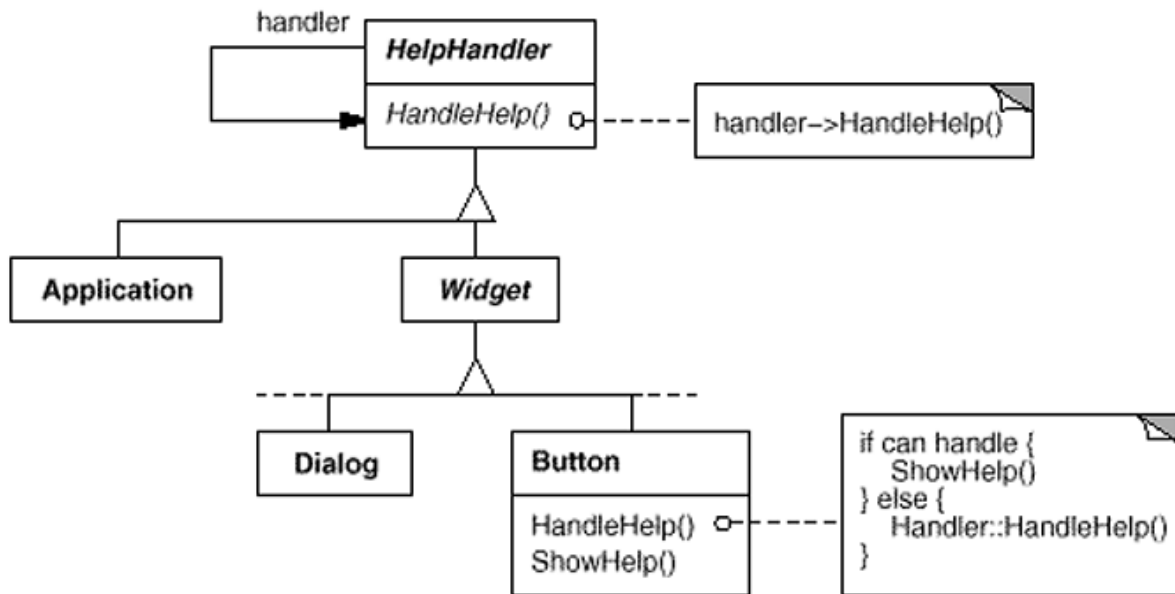 handler
HelpHandler
HandleHelp()
handler–>HandleHelp()
Application
Widget
Dialog
Button
HandleHelp()
ShowHelp()
if can handle {
ShowHelp()
} else {
Handler::HandleHelp()
}